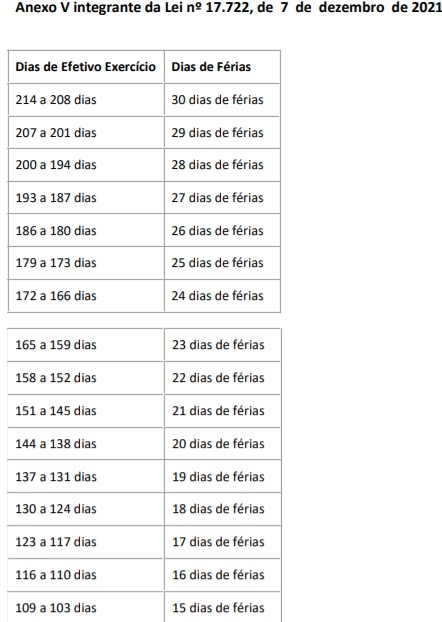 Anexo V integrante da Lei nº 17.722, de 7 de dezembro de 2021
Dias de Efetivo Exercício Dias de Férias
214 a 208 dias 30 dias de férias
207 a 201 dias 29 dias de férias
200 a 194 dias 28 dias de férias
193 a 187 dias 27 dias de férias
186 a 180 dias 26 dias de férias
179 a 173 dias 25 dias de férias
172 a 166 dias 24 dias de férias
165 a 159 dias 23 dias de férias
158 a 152 dias 22 dias de férias
151 a 145 dias 21 dias de férias
144 a 138 dias 20 dias de férias
137 a 131 dias 19 dias de férias
130 a 124 dias 18 dias de férias
123 a 117 dias 17 dias de férias
116 a 110 dias 16 dias de férias
109 a 103 dias 15 dias de férias